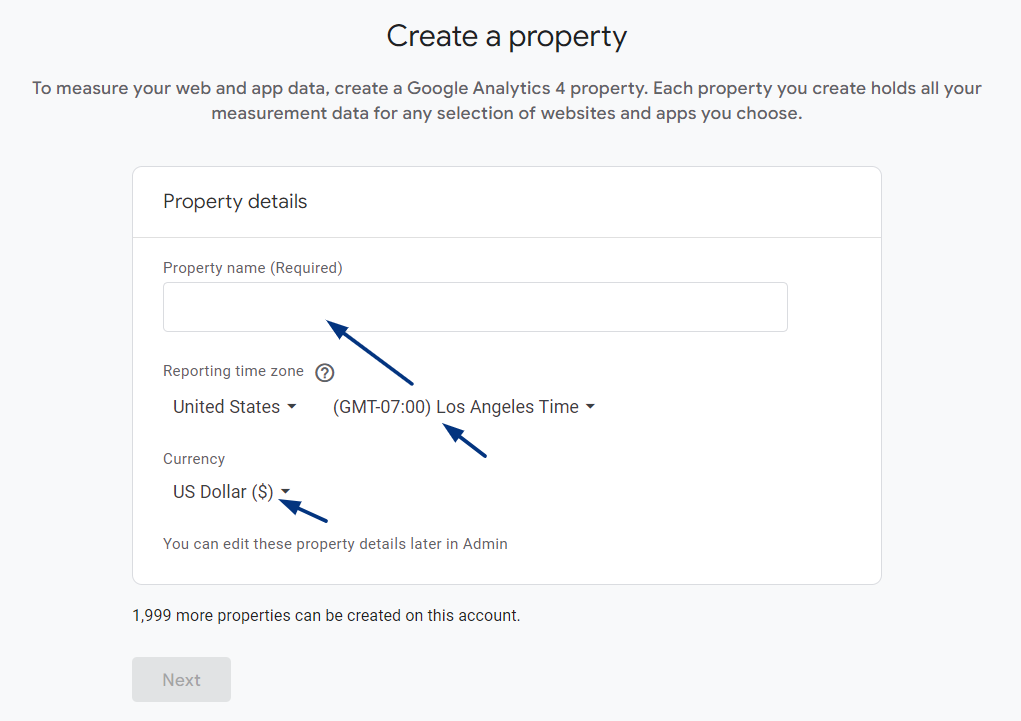 Create a property
To measure your web and app data, create a Google Analytics 4 property. Each property you create holds all your
measurement data for any selection of websites and apps you choose.
Property details
Property name (Required)
Reporting time zone ?
United States (GMT-07:00) Los Angeles Time
Currency
US Dollar ($)
You can edit these property details later in Admin
1,999 more properties can be created on this account.
Next